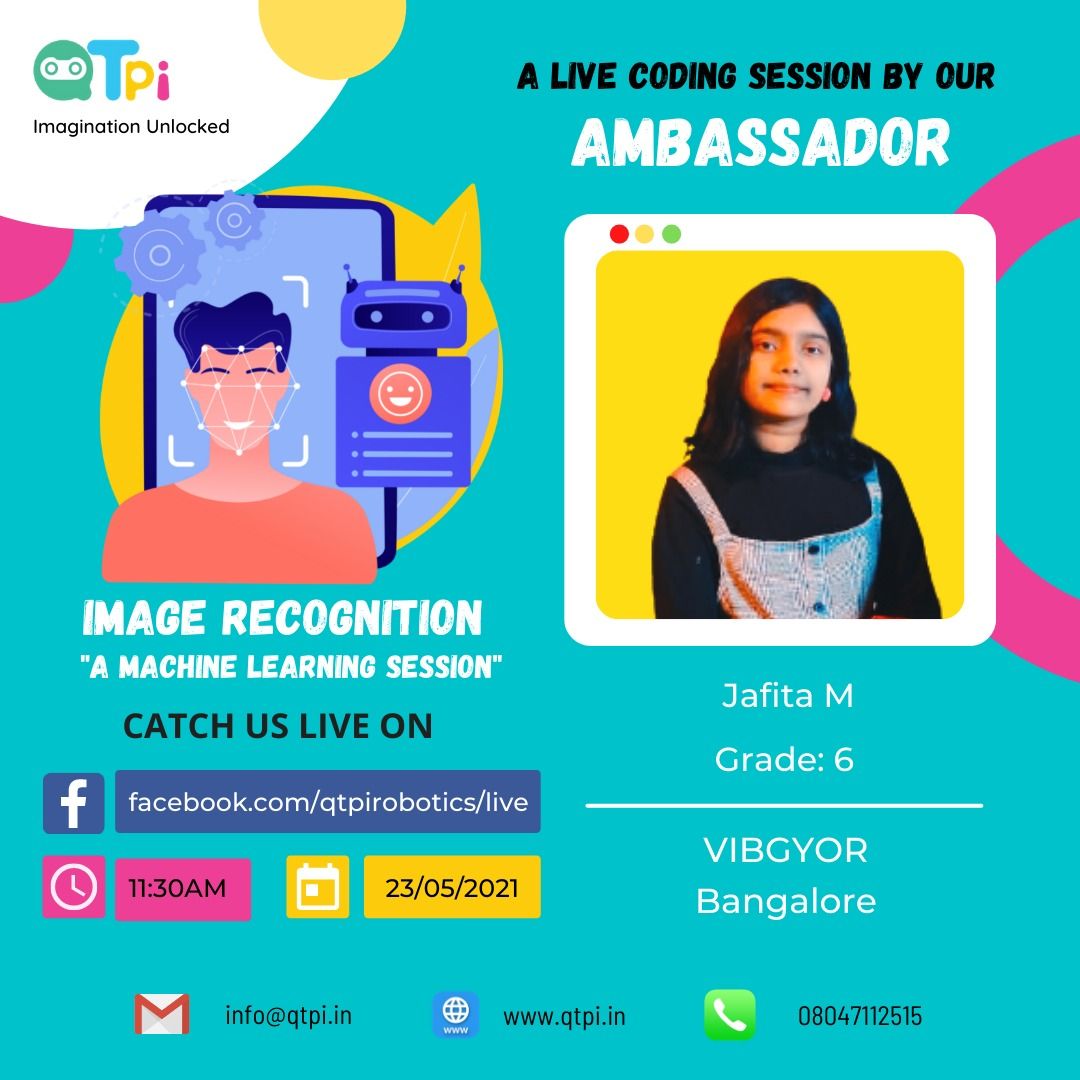 QTpi
Imagination Unlocked
A LIVE CODING SESSION BY OUR
AMBASSADOR
IMAGE RECOGNITION
"A MACHINE LEARNING SESSION"
CATCH US LIVE ON
facebook.com/qtpirobotics/live
11:30AM
23/05/2021
Jafita M
Grade: 6
VIBGYOR
Bangalore
info@qtpi.in
www
www.qtpi.in
08047112515